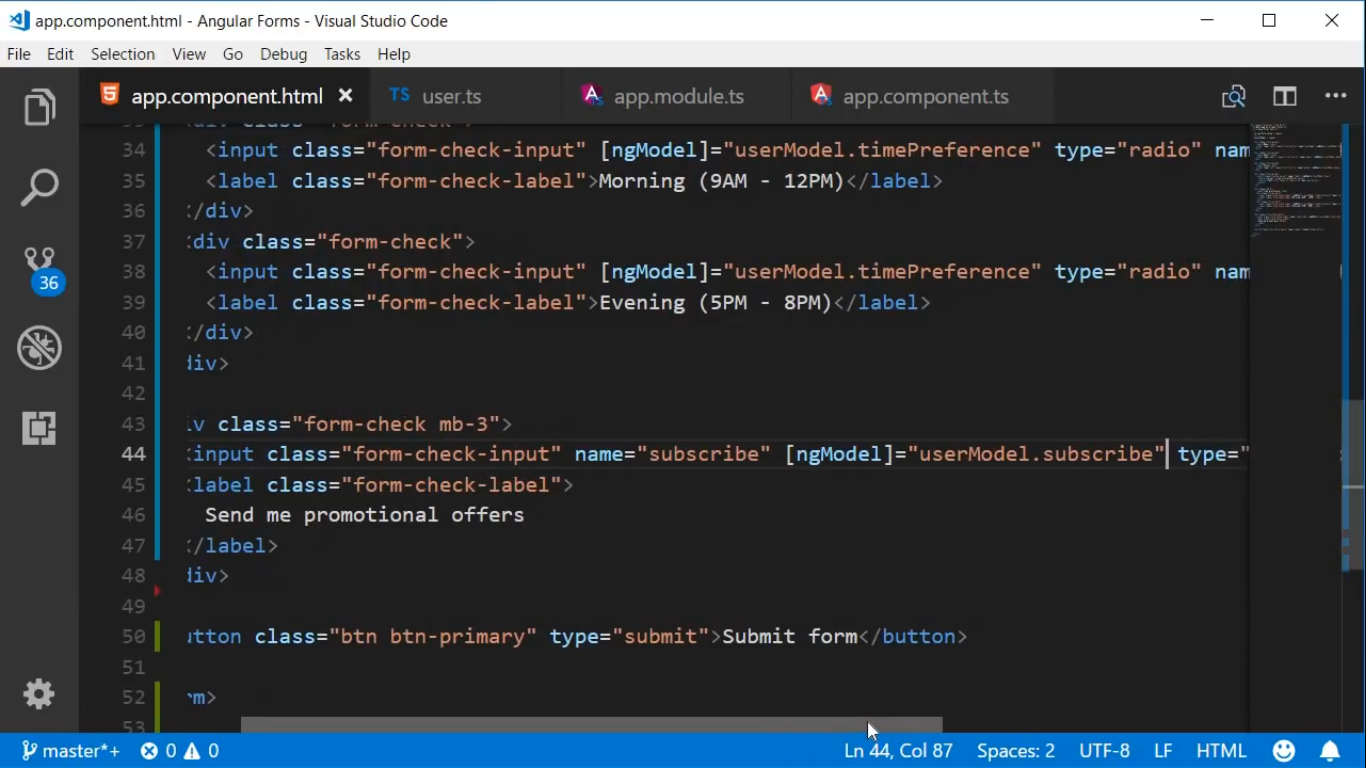 app.component.html - Angular Forms - Visual Studio Code
File Edit Selection View Go Debug Tasks Help
app.component.html TS user.ts app.module.ts app.component.ts
34 <input class="form-check-input" [ngModel]="userModel.timePreference" type="radio" nam
35 <label class="form-check-label">Morning (9AM - 12PM)</label>
36 </div>
37 <div class="form-check">
38 <input class="form-check-input" [ngModel]="userModel.timePreference" type="radio" nam
39 <label class="form-check-label">Evening (5PM - 8PM)</label>
40 </div>
41 div>
42
43 iv class="form-check mb-3">
44 <input class="form-check-input" name="subscribe" [ngModel]="userModel.subscribe" type="
45 <label class="form-check-label">
46 Send me promotional offers
47 </label>
48 div>
49
50 utton class="btn btn-primary" type="submit">Submit form</button>
51
52 rm>
53
36
master*+ 0 0 Ln 44, Col 87 Spaces: 2 UTF-8 LF HTML